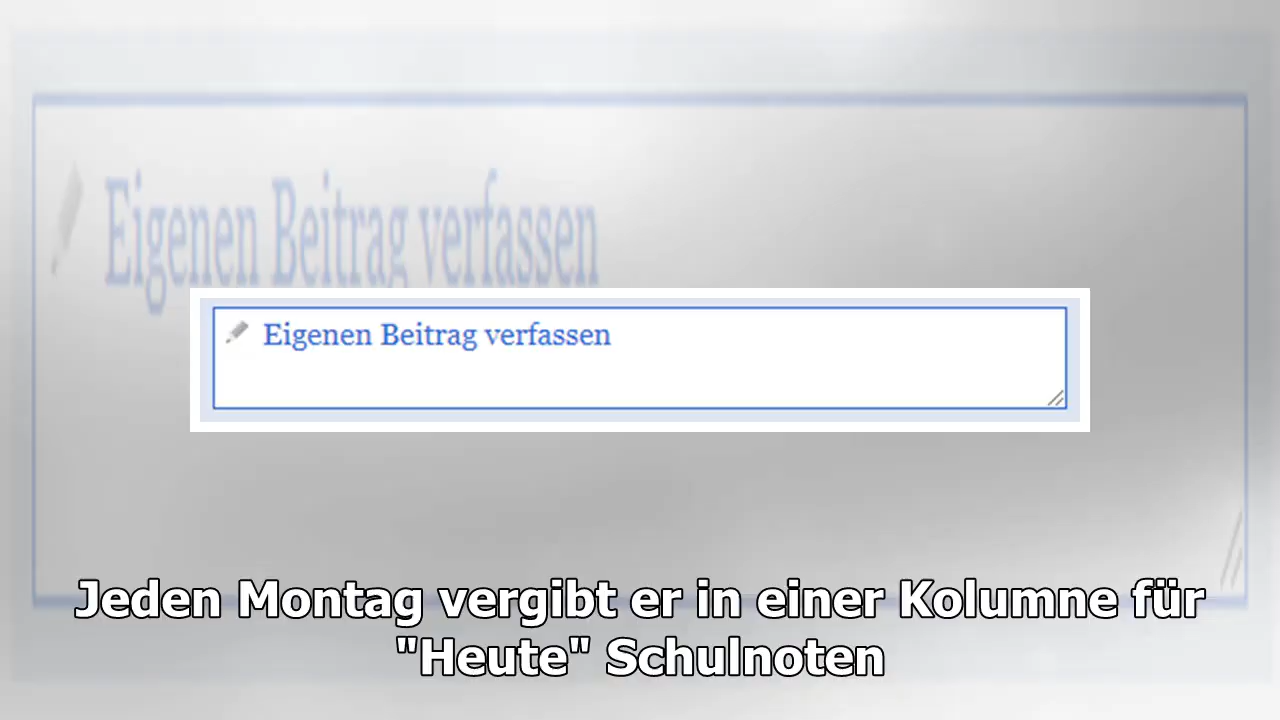 Eigenen Beitrag verfassen
Eigenen Beitrag verfassen
Jeden Montag vergibt er in einer Kolumne für
"Heute" Schulnoten